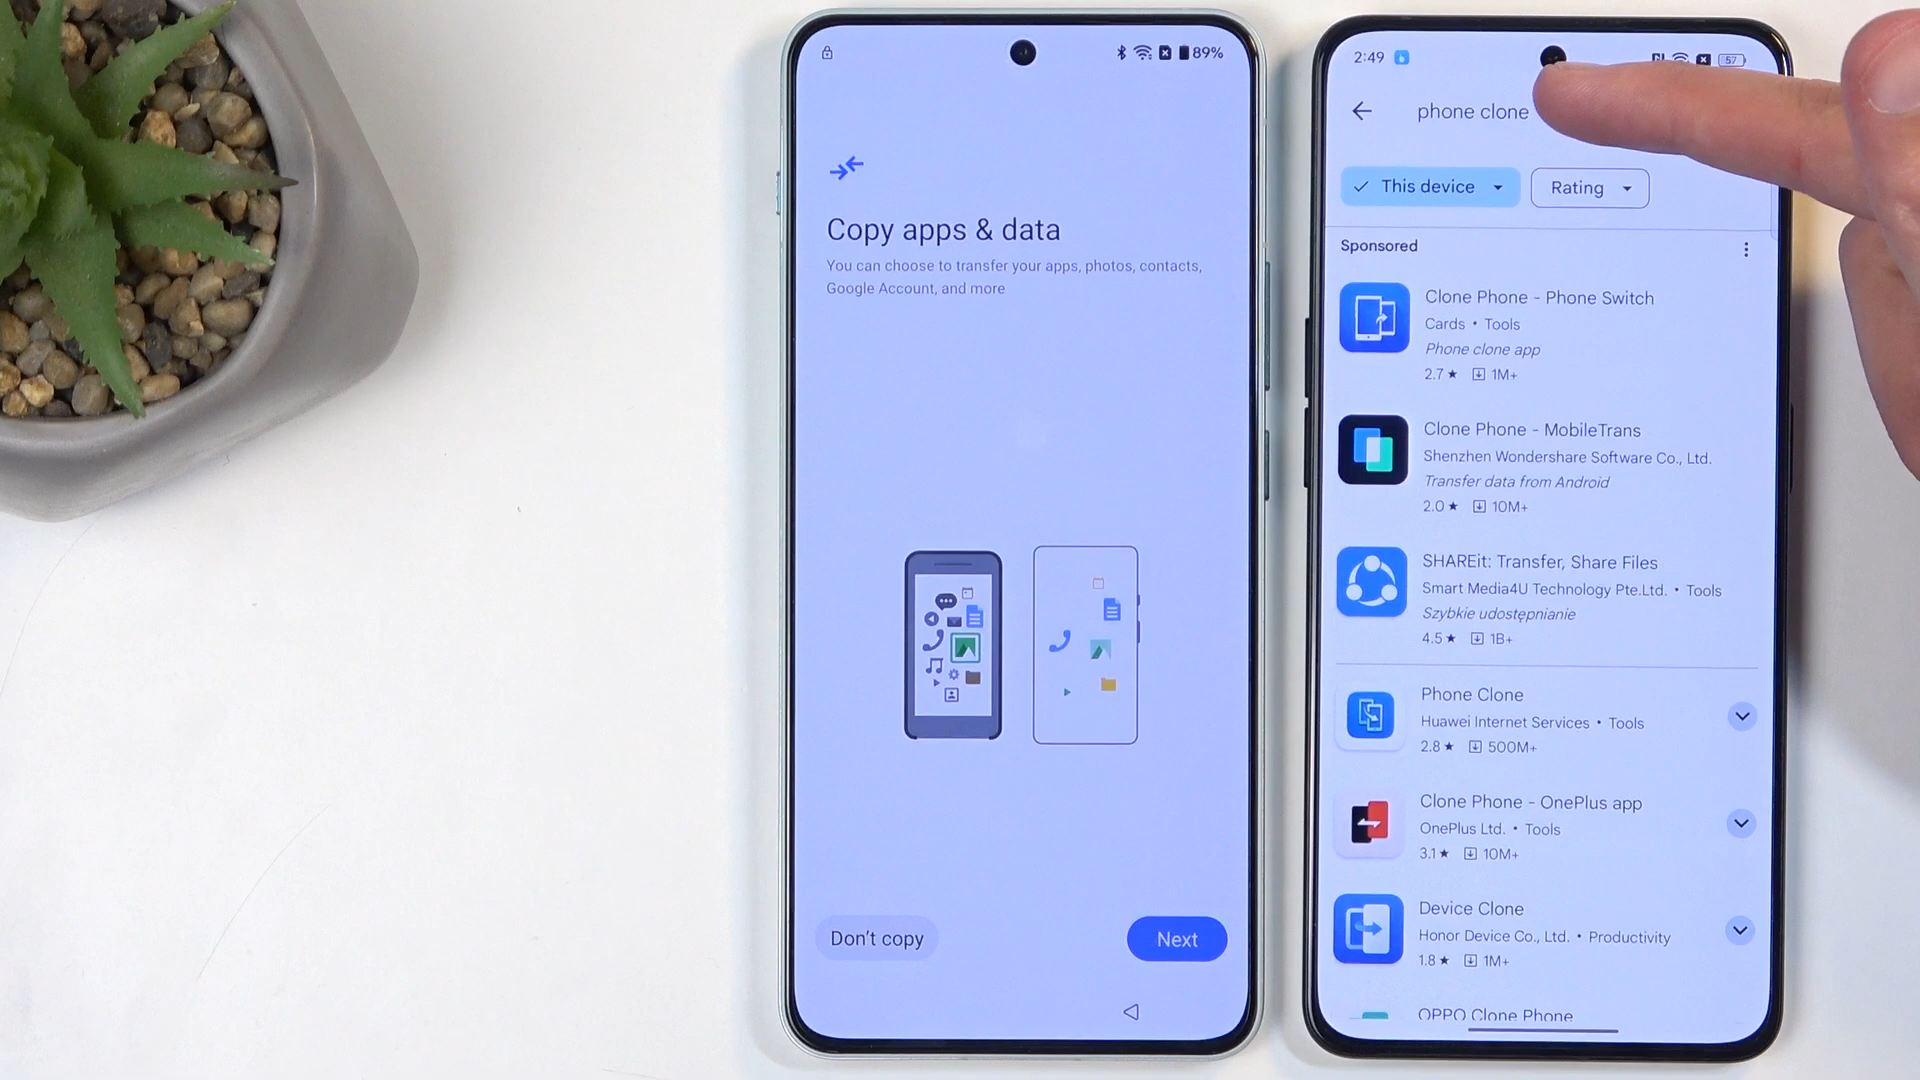 89%
Copy apps & data
You can choose to transfer your apps, photos, contacts,
Google Account, and more
Don't copy
Next
2:49
57
phone clone
This device
Rating
Sponsored
Clone Phone - Phone Switch
Cards • Tools
Phone clone app
2.7★ 1M+
Clone Phone - MobileTrans
Shenzhen Wondershare Software Co., Ltd.
Transfer data from Android
2.0★ 10M+
SHAREit: Transfer, Share Files
Smart Media4U Technology Pte.Ltd. • Tools
Szybkie udostępnianie
4.5★ 1B+
Phone Clone
Huawei Internet Services • Tools
2.8★ 500M+
Clone Phone - OnePlus app
OnePlus Ltd. • Tools
3.1★ 10M+
Device Clone
Honor Device Co., Ltd. • Productivity
1.8★ 1M+
OPPO Clone Phone